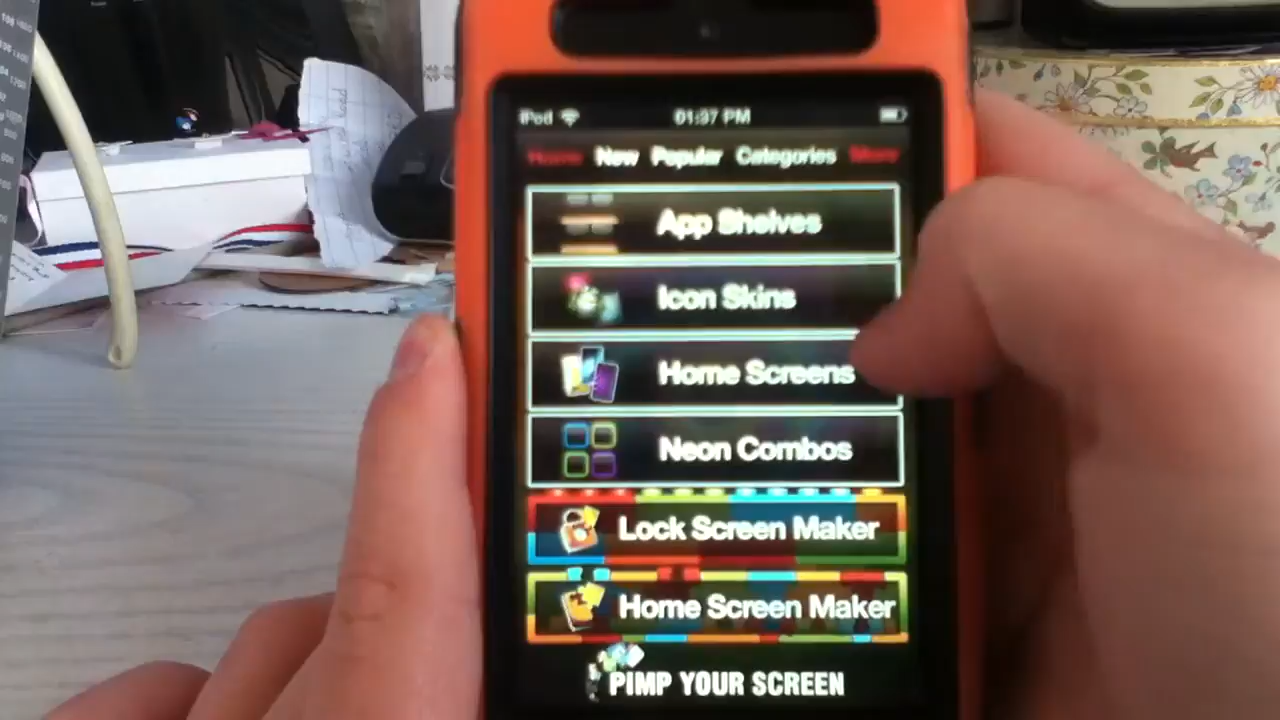 iPod 01:37 PM
Home New Popular Categories More
App Shelves
Icon Skins
Home Screens
Neon Combos
Lock Screen Maker
Home Screen Maker
PIMP YOUR SCREEN